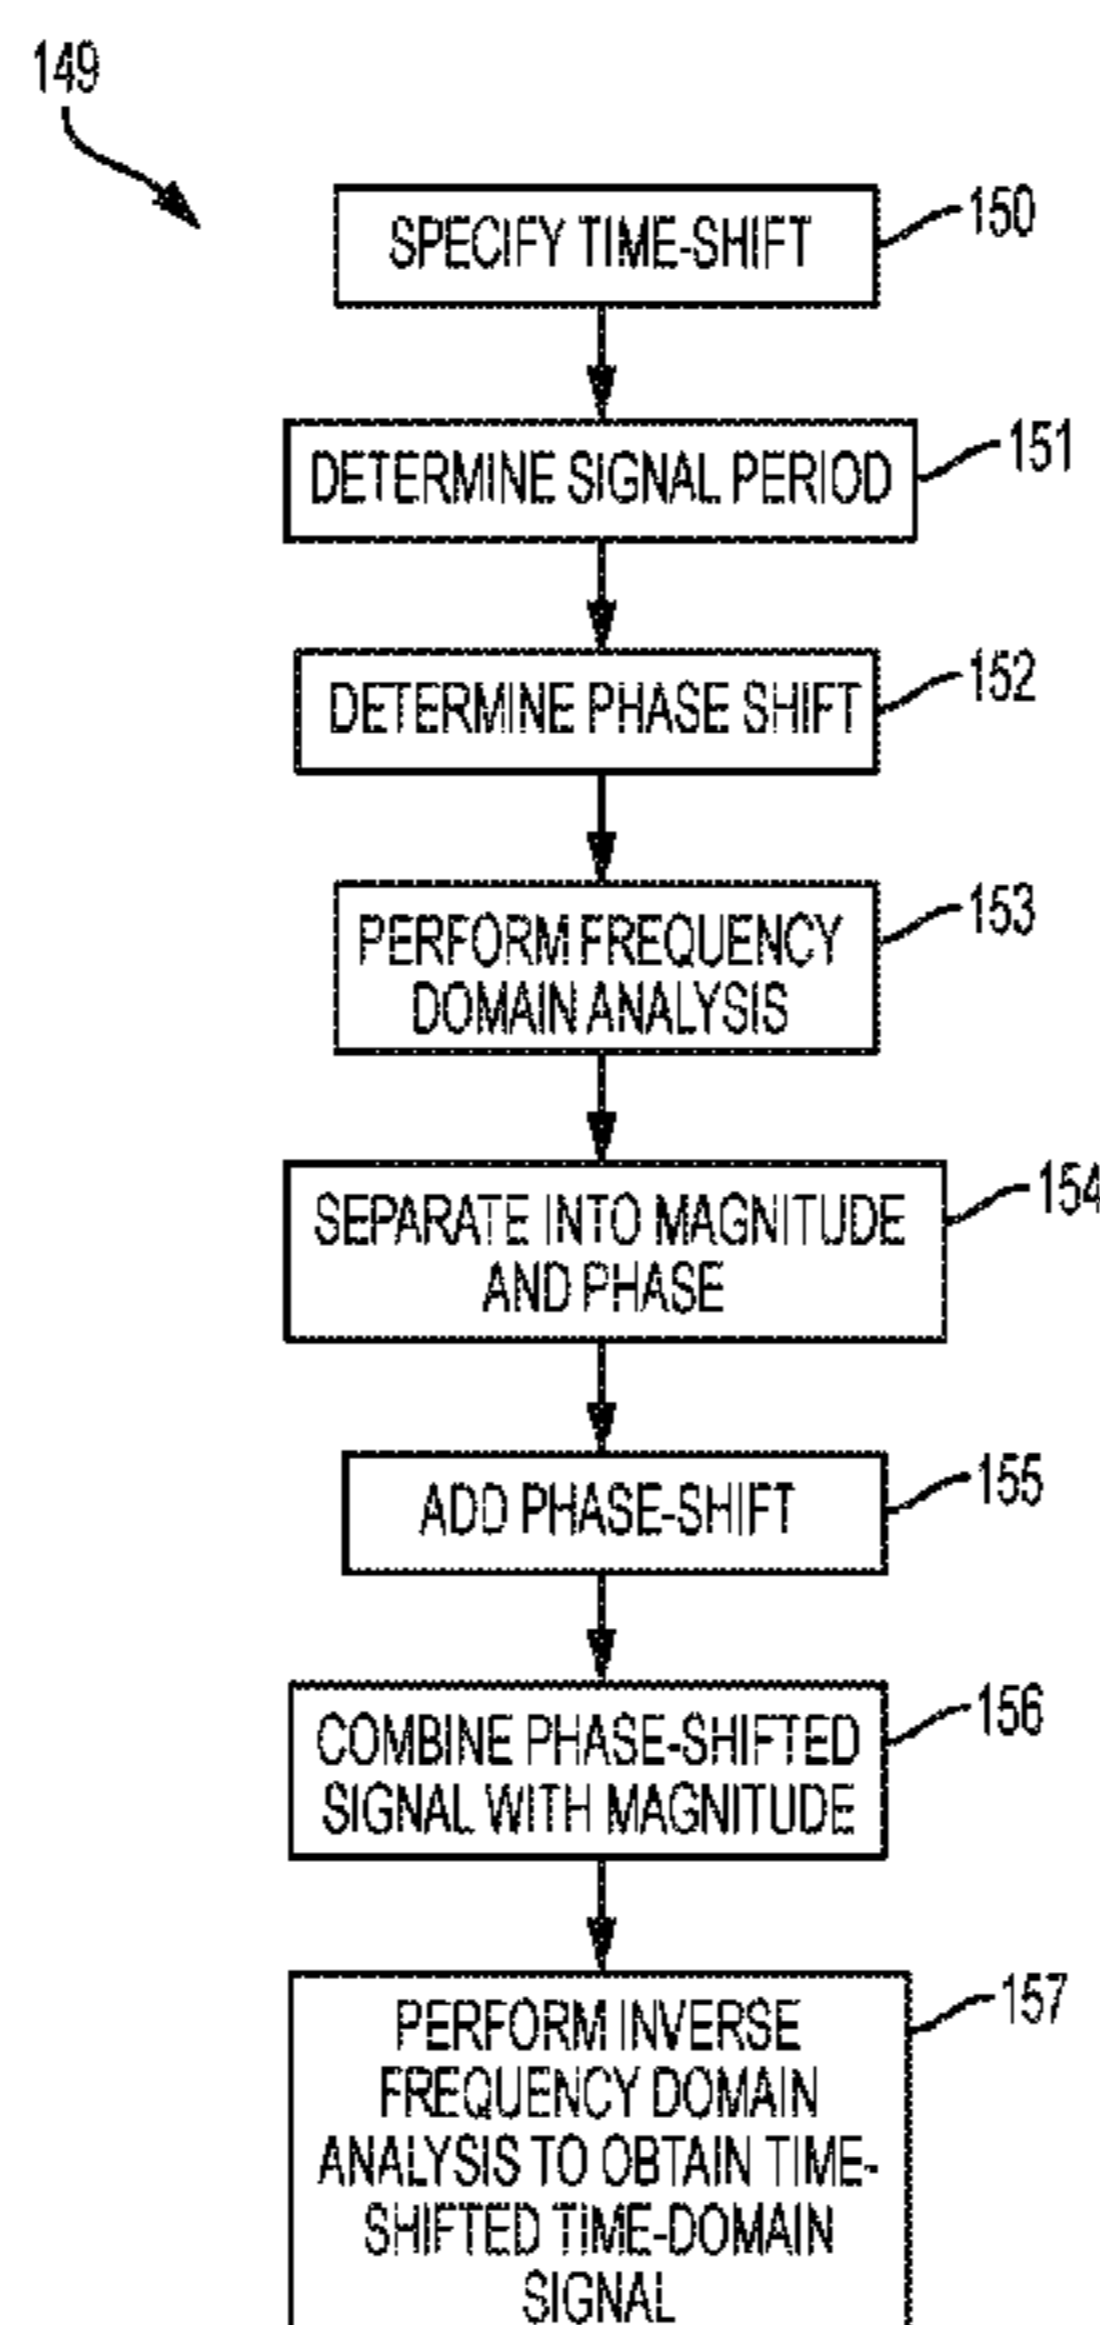 149
SPECIFY TIME-SHIFT
150
DETERMINE SIGNAL PERIOD
151
DETERMINE PHASE SHIFT
152
PERFORM FREQUENCY
DOMAIN ANALYSIS
153
SEPARATE INTO MAGNITUDE
AND PHASE
154
ADD PHASE-SHIFT
155
COMBINE PHASE-SHIFTED
SIGNAL WITH MAGNITUDE
156
PERFORM INVERSE
FREQUENCY DOMAIN
ANALYSIS TO OBTAIN TIME-
SHIFTED TIME-DOMAIN
SIGNAL
157